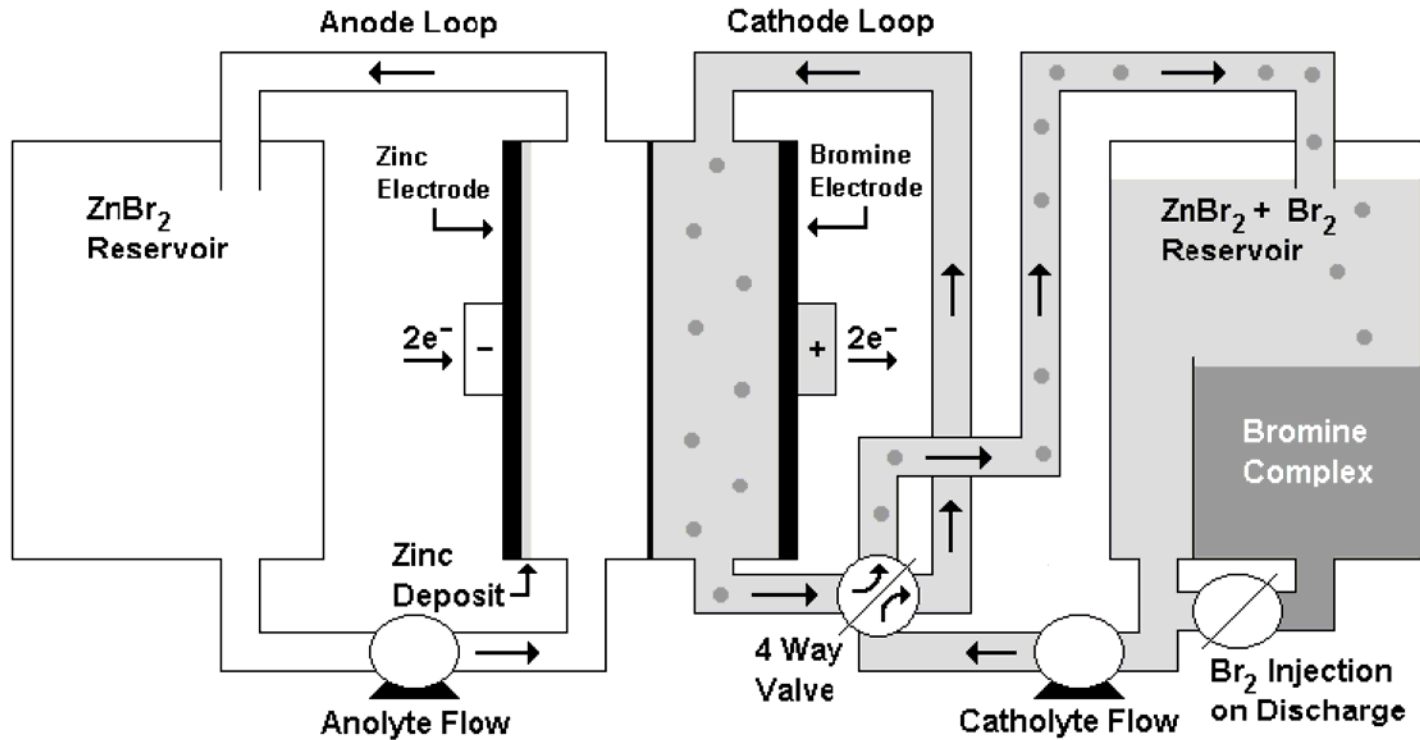 Anode Loop
Cathode Loop
Zinc
Electrode
Bromine
Electrode
ZnBr₂
Reservoir
ZnBr₂ + Br₂
Reservoir
2e⁻
−
+
2e⁻
Bromine
Complex
Zinc
Deposit
4 Way
Valve
Br₂ Injection
on Discharge
Anolyte Flow
Catholyte Flow